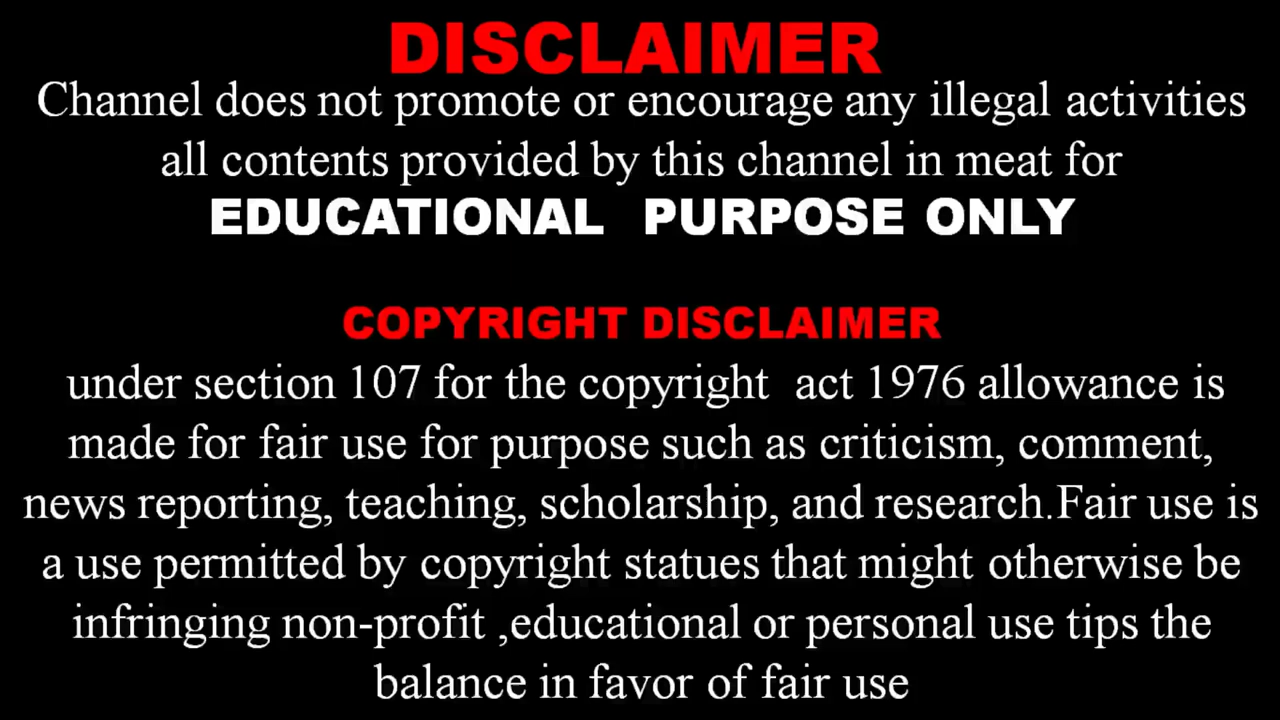 DISCLAIMER
Channel does not promote or encourage any illegal activities
all contents provided by this channel in meat for
EDUCATIONAL PURPOSE ONLY
COPYRIGHT DISCLAIMER
under section 107 for the copyright act 1976 allowance is
made for fair use for purpose such as criticism, comment,
news reporting, teaching, scholarship, and research.Fair use is
a use permitted by copyright statues that might otherwise be
infringing non-profit ,educational or personal use tips the
balance in favor of fair use